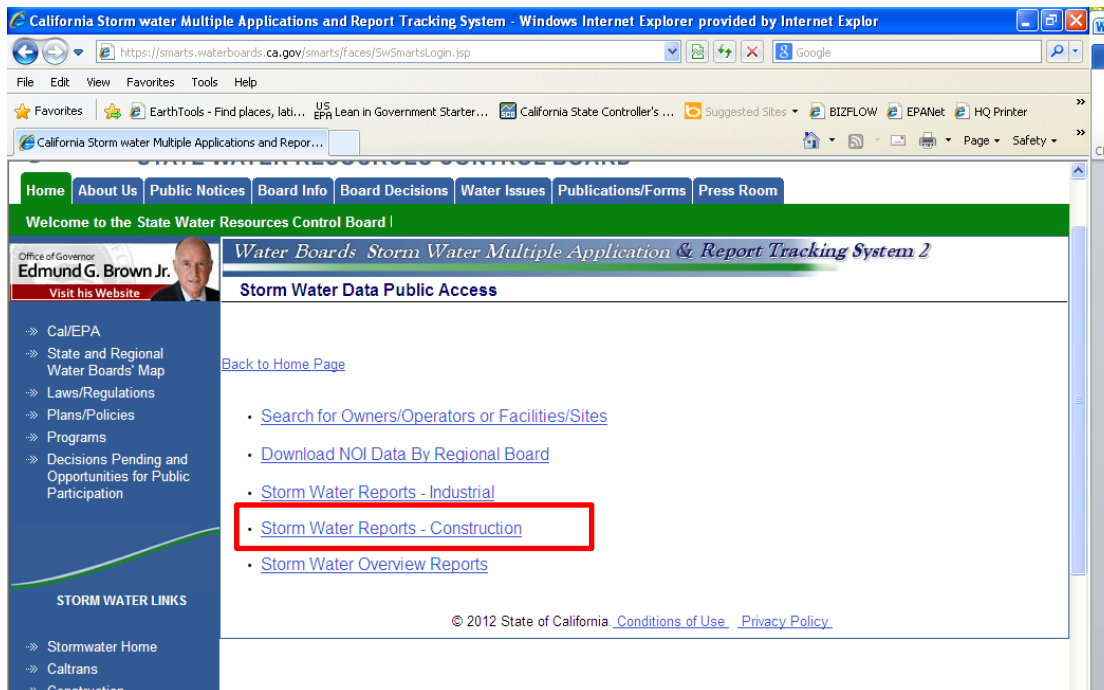 California Storm water Multiple Applications and Report Tracking System - Windows Internet Explorer provided by Internet Explor
https://smarts.waterboards.ca.gov/smarts/faces/SwSmartsLogin.jsp
Google
File Edit View Favorites Tools Help
Favorites EarthTools - Find places, lati... US EPA Lean in Government Starter... California State Controller's ... Suggested Sites BIZFLOW EPANet HQ Printer »
California Storm water Multiple Applications and Repor... Page Safety »
STATE WATER RESOURCES CONTROL BOARD
Home About Us Public Notices Board Info Board Decisions Water Issues Publications/Forms Press Room
Welcome to the State Water Resources Control Board |
Office of Governor
Edmund G. Brown Jr.
Visit his Website
Water Boards Storm Water Multiple Application & Report Tracking System 2
Storm Water Data Public Access
Cal/EPA
State and Regional
Water Boards' Map
Laws/Regulations
Plans/Policies
Programs
Decisions Pending and
Opportunities for Public
Participation
STORM WATER LINKS
Stormwater Home
Caltrans
Construction
Back to Home Page
• Search for Owners/Operators or Facilities/Sites
• Download NOI Data By Regional Board
• Storm Water Reports - Industrial
• Storm Water Reports - Construction
• Storm Water Overview Reports
© 2012 State of California. Conditions of Use Privacy Policy